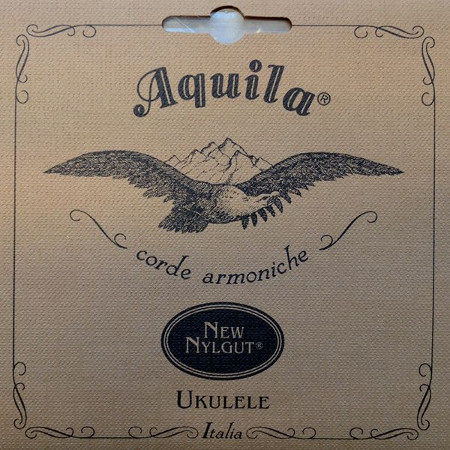 Aquila®
corde armoniche
NEW
NYLGUT®
UKULELE
Italia